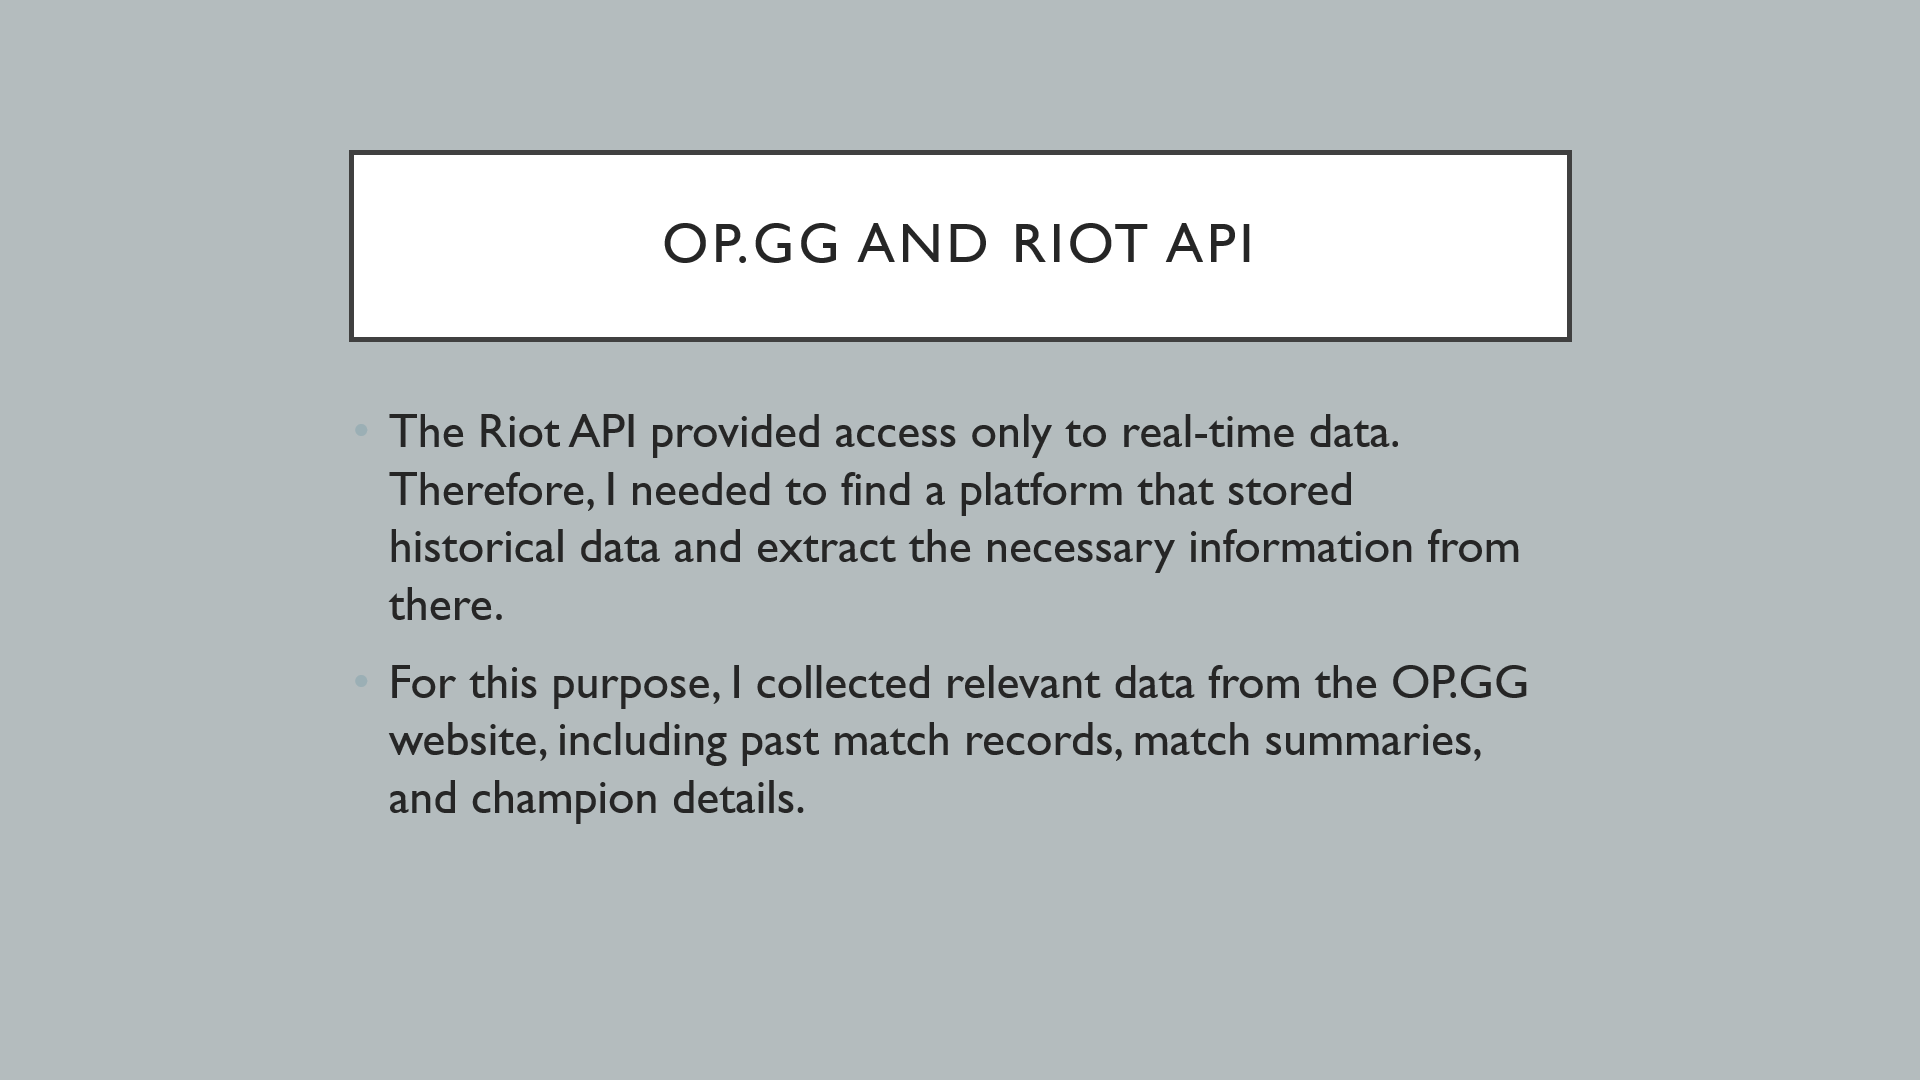 OP.GG AND RIOT API
• The Riot API provided access only to real-time data.
Therefore, I needed to find a platform that stored
historical data and extract the necessary information from
there.
• For this purpose, I collected relevant data from the OP.GG
website, including past match records, match summaries,
and champion details.